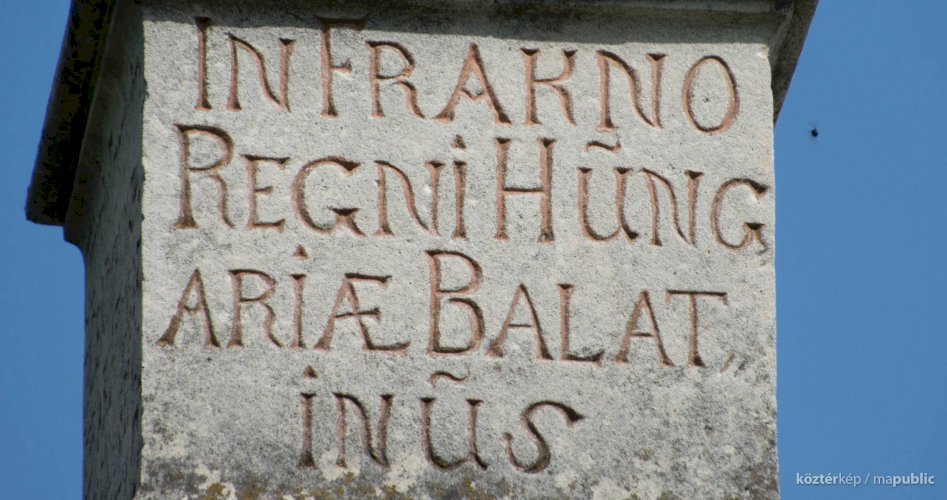 IN FRAKNO
REGNI HŨNG
ARIÆ BALAT„
INŨS
köztérkép / mapublic